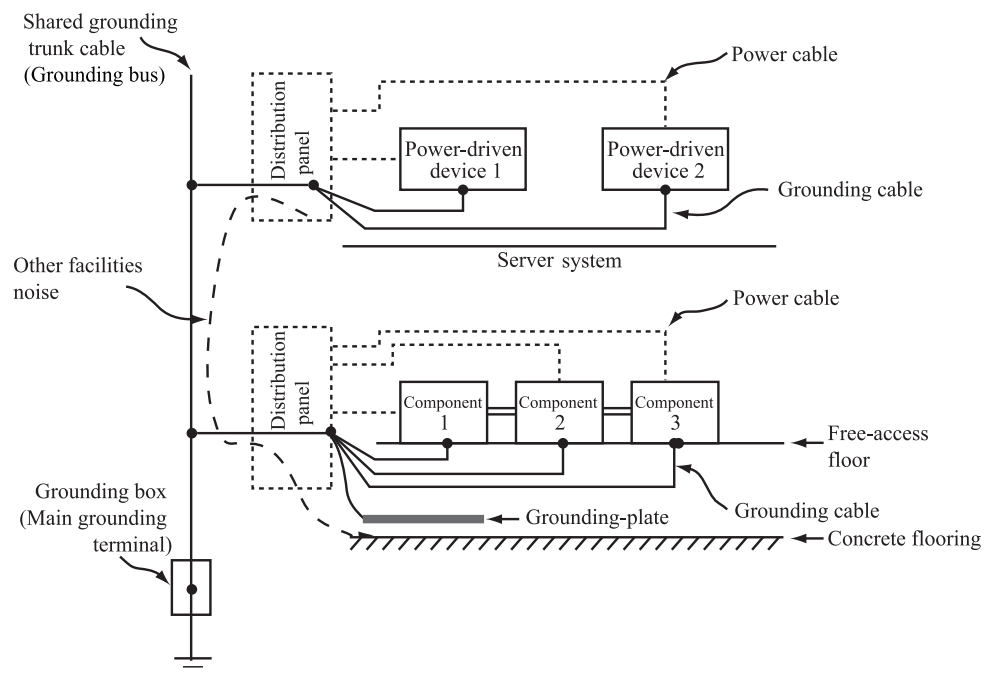 Shared grounding
trunk cable
(Grounding bus)
Distribution
panel
Power cable
Power-driven
device 1
Power-driven
device 2
Grounding cable
Server system
Other facilities
noise
Power cable
Distribution
panel
Component
1
Component
2
Component
3
Free-access
floor
Grounding box
(Main grounding
terminal)
Grounding-plate
Grounding cable
Concrete flooring